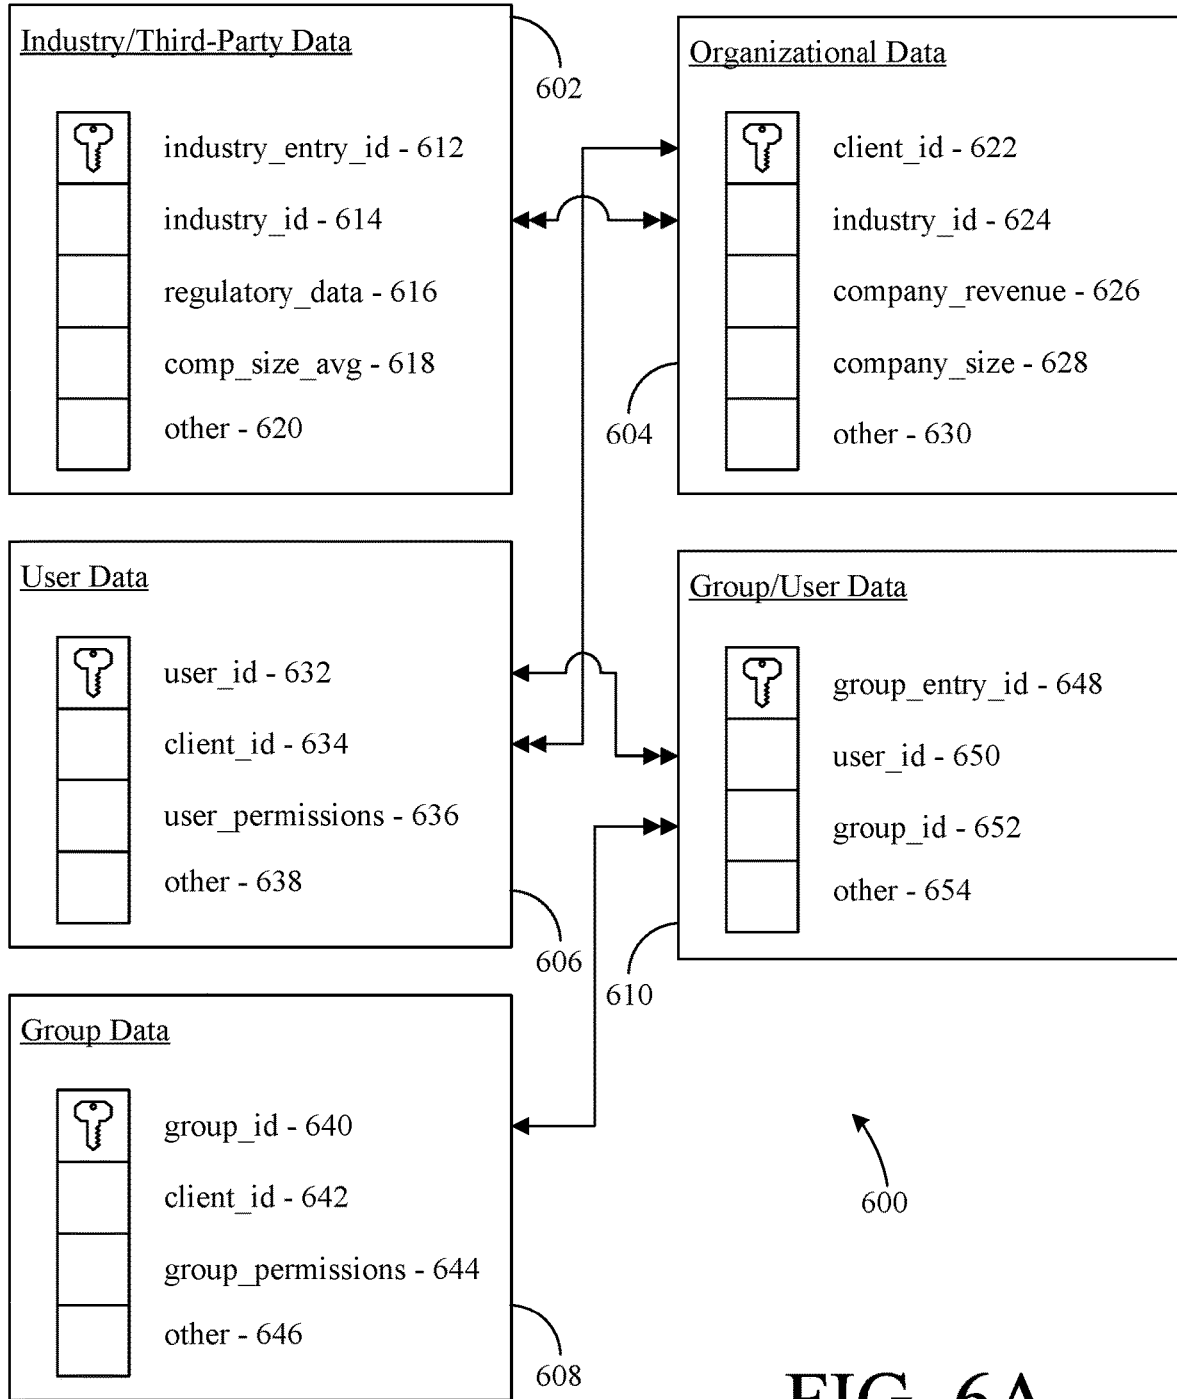 Industry/Third-Party Data
602
industry_entry_id - 612
industry_id - 614
regulatory_data - 616
comp_size_avg - 618
other - 620
Organizational Data
client_id - 622
industry_id - 624
company_revenue - 626
company_size - 628
604
other - 630
User Data
user_id - 632
client_id - 634
user_permissions - 636
other - 638
606
Group/User Data
group_entry_id - 648
user_id - 650
group_id - 652
other - 654
610
Group Data
group_id - 640
client_id - 642
group_permissions - 644
other - 646
608
600
FIG. 6A